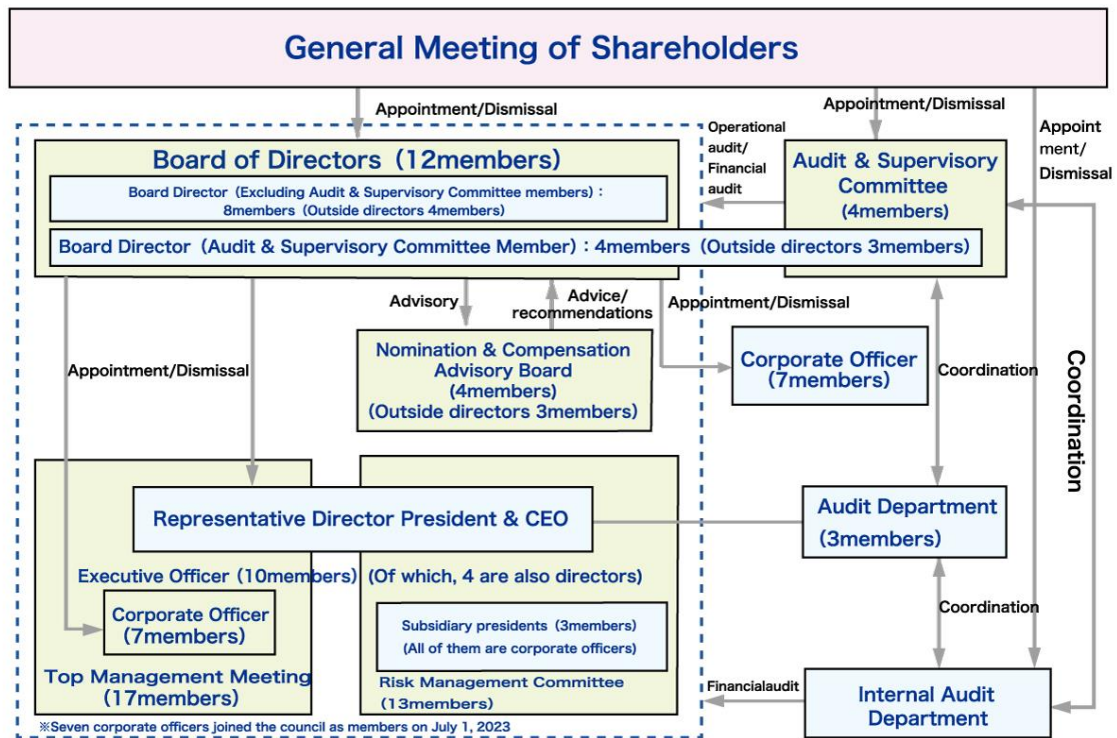 General Meeting of Shareholders
Appointment/Dismissal
Appointment/Dismissal
Appoint
ment/
Dismissal
Operational
audit/
Financial
audit
Board of Directors (12members)
Board Director (Excluding Audit & Supervisory Committee members) :
8members (Outside directors 4members)
Audit & Supervisory
Committee
(4members)
Board Director (Audit & Supervisory Committee Member) : 4members (Outside directors 3members)
Advisory
Advice/
recommendations
Appointment/Dismissal
Appointment/Dismissal
Nomination & Compensation
Advisory Board
(4members)
(Outside directors 3members)
Corporate Officer
(7members)
Coordination
Coordination
Representative Director President & CEO
Audit Department
(3members)
Executive Officer (10members) (Of which, 4 are also directors)
Corporate Officer
(7members)
Subsidiary presidents (3members)
(All of them are corporate officers)
Coordination
Top Management Meeting
(17members)
Risk Management Committee
(13members)
Financialaudit
Internal Audit
Department
※Seven corporate officers joined the council as members on July 1, 2023